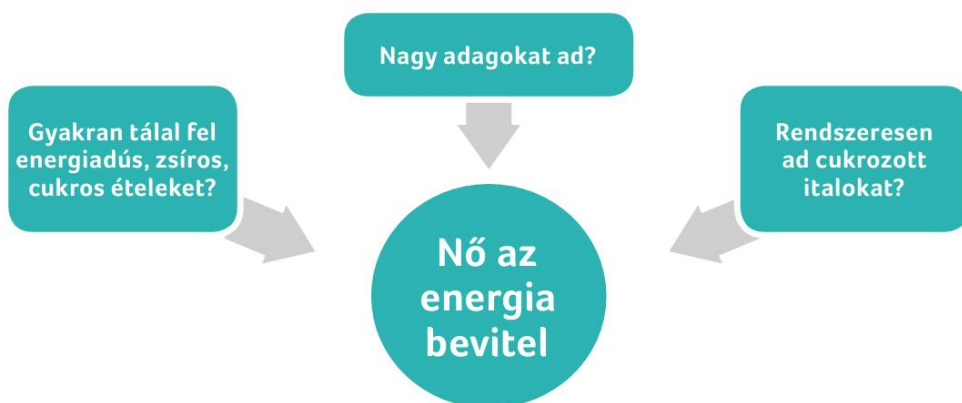 Nagy adagokat ad?
Gyakran tálal fel
energiadús, zsíros,
cukros ételeket?
Rendszeresen
ad cukrozott
italokat?
Nő az
energia
bevitel